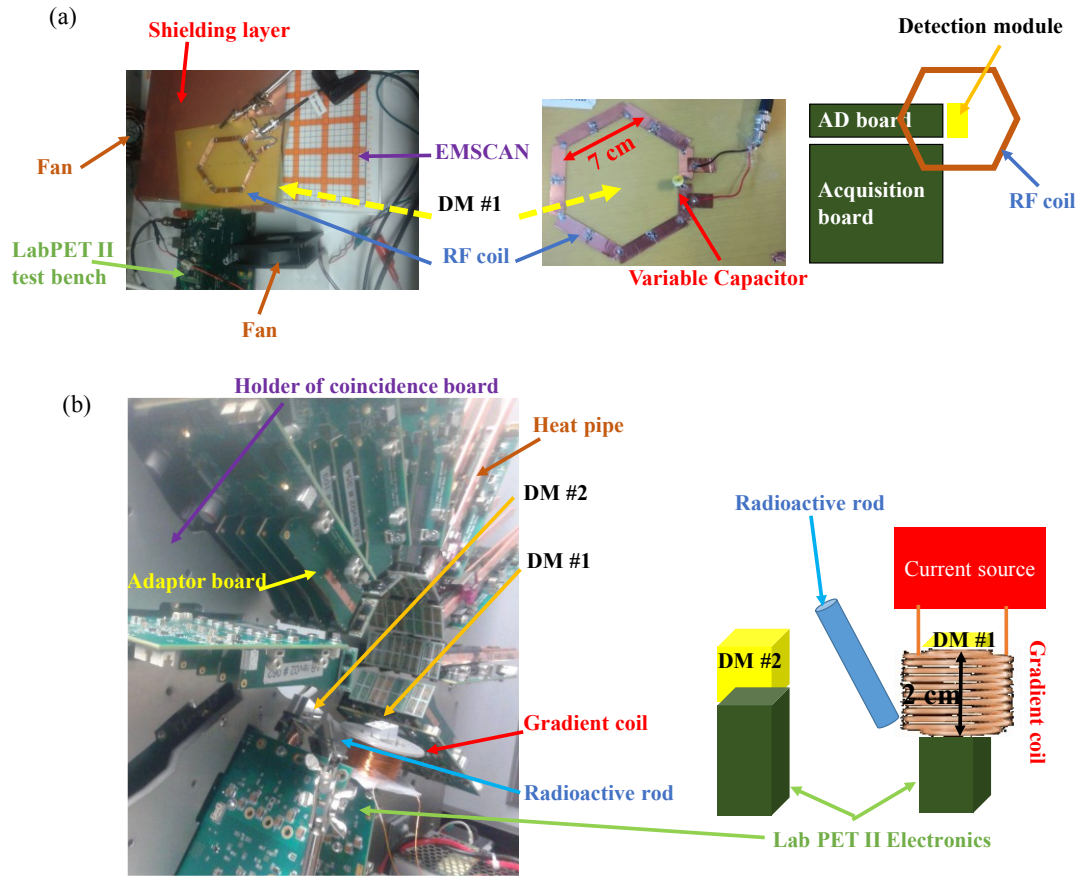 (a)
Shielding layer
Detection module
Fan
EMSCAN
7 cm
AD board
DM #1
Acquisition
board
RF coil
LabPET II
test bench
RF coil
Variable Capacitor
Fan
(b)
Holder of coincidence board
Heat pipe
DM #2
DM #1
Adaptor board
Gradient coil
Radioactive rod
Radioactive rod
Current source
DM #1
DM #2
2 cm
Gradient coil
Lab PET II Electronics